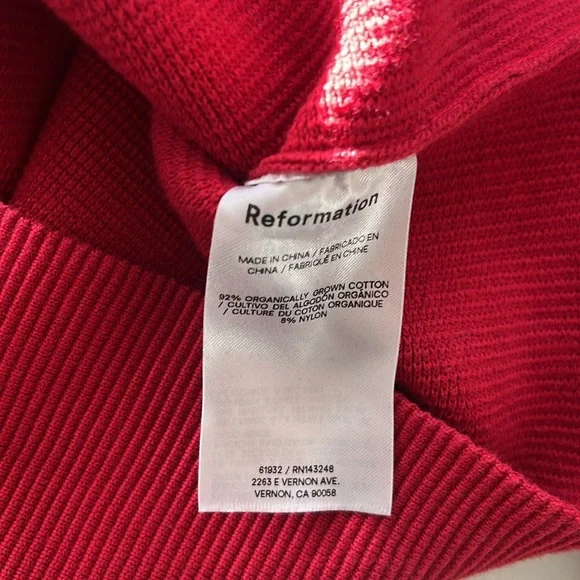 Reformation
MADE IN CHINA / FABRICADO EN
CHINA / FABRIQUÉ EN CHINE
92% ORGANICALLY GROWN COTTON
/ CULTIVO DEL ALGODÓN ORGÁNICO
/ CULTURE DU COTON ORGANIQUE
8% NYLON
61932 / RN143248
2263 E VERNON AVE.
VERNON, CA 90058